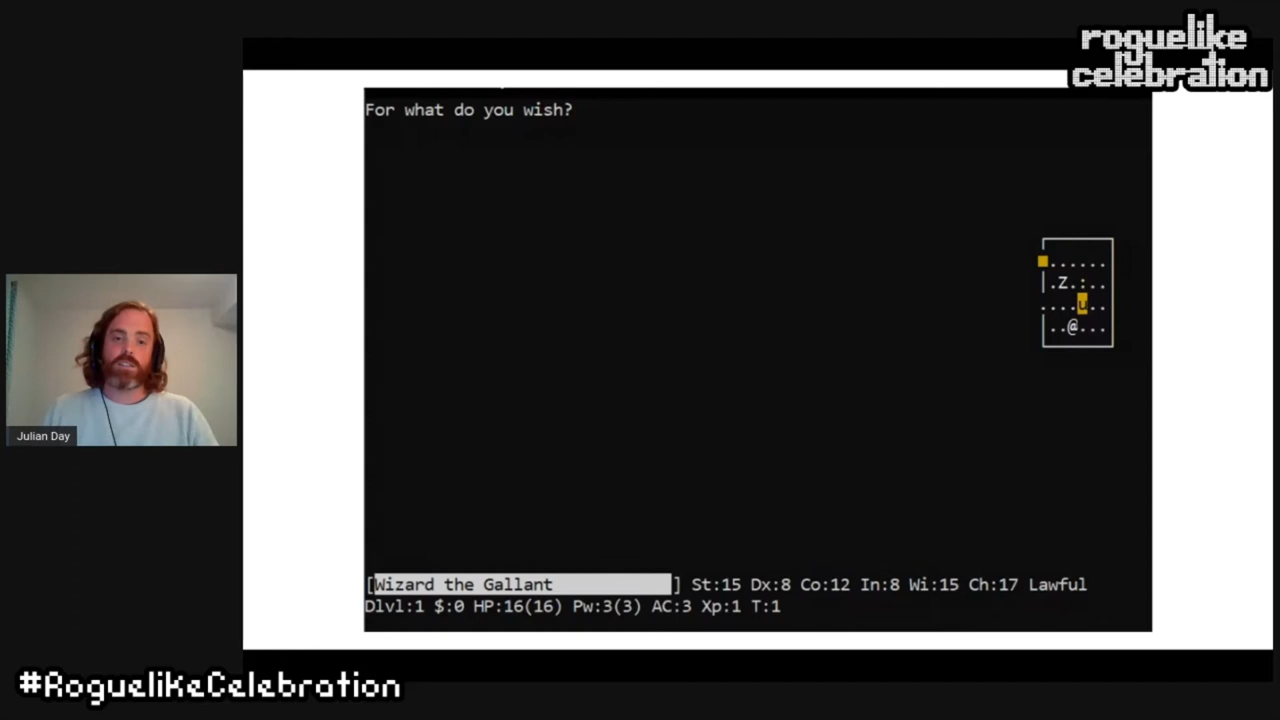 roguelike
celebration
For what do you wish?
......
|.Z.:..
....u..
|..@...
[Wizard the Gallant ] St:15 Dx:8 Co:12 In:8 Wi:15 Ch:17 Lawful
Dlvl:1 $:0 HP:16(16) Pw:3(3) AC:3 Xp:1 T:1
Julian Day
#RoguelikeCelebration